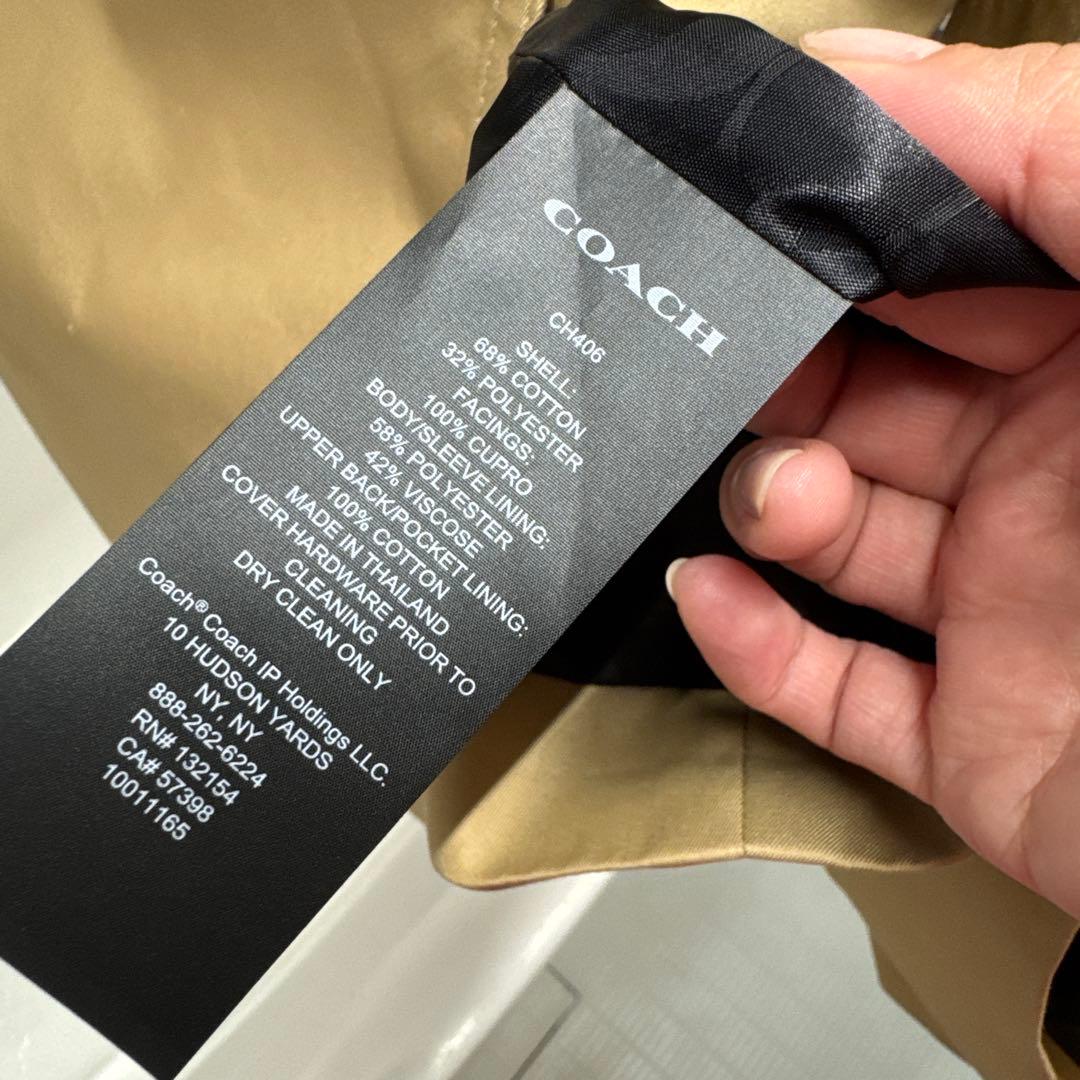 COACH
CH406
SHELL:
68% COTTON
32% POLYESTER
FACINGS:
100% CUPRO
BODY/SLEEVE LINING:
58% POLYESTER
42% VISCOSE
UPPER BACK/POCKET LINING:
100% COTTON
MADE IN THAILAND
COVER HARDWARE PRIOR TO
CLEANING
DRY CLEAN ONLY
Coach® Coach IP Holdings LLC.
10 HUDSON YARDS
NY, NY
888-262-6224
RN# 132154
CA# 57398
10011165